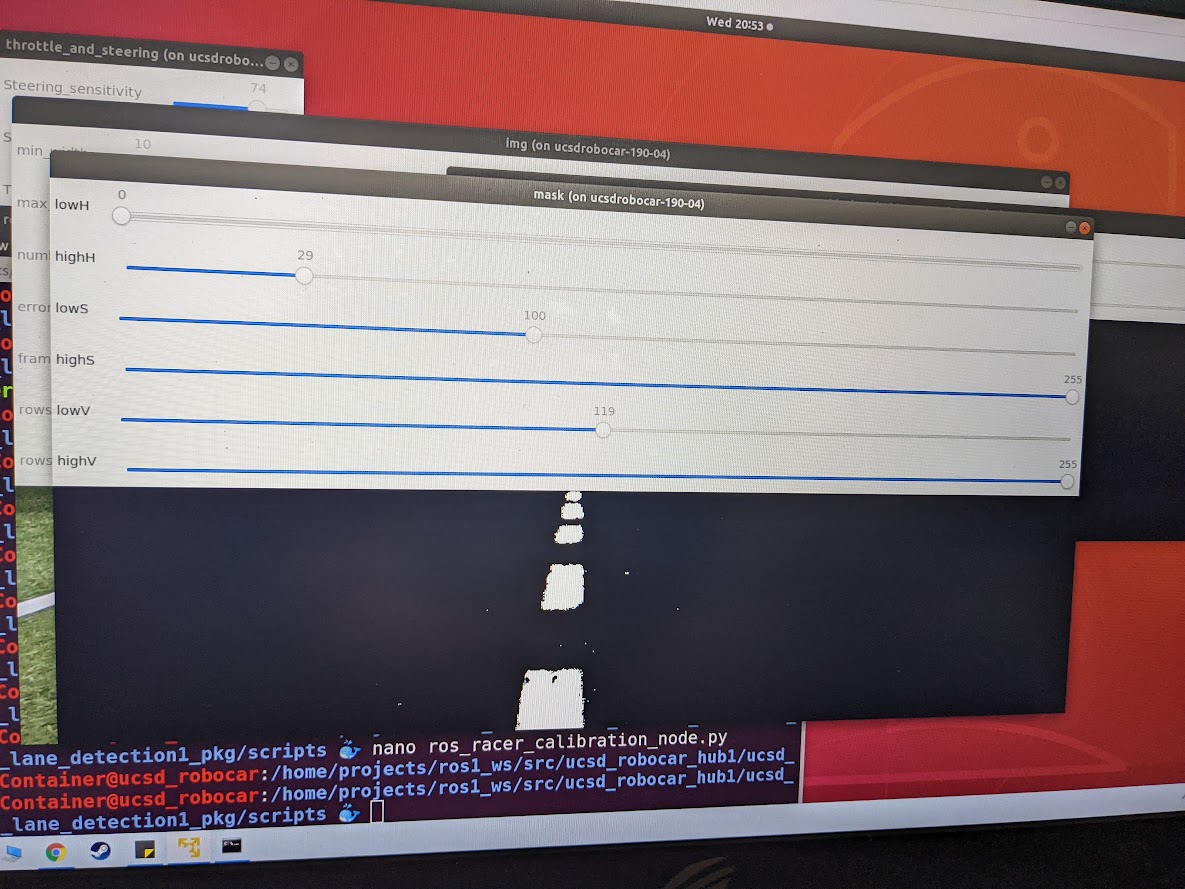 Wed 20:53
throttle_and_steering (on ucsdrobo...
Steering_sensitivity
74
img (on ucsdrobocar-190-04)
10
mask (on ucsdrobocar-190-04)
lowH
0
highH
29
lowS
100
highS
255
lowV
119
highV
255
min_
max_
num
error
fram
rows
rows
_lane_detection1_pkg/scripts 🐳 nano ros_racer_calibration_node.py
Container@ucsd_robocar:/home/projects/ros1_ws/src/ucsd_robocar_hub1/ucsd_
Container@ucsd_robocar:/home/projects/ros1_ws/src/ucsd_robocar_hub1/ucsd_
_lane_detection1_pkg/scripts 🐳